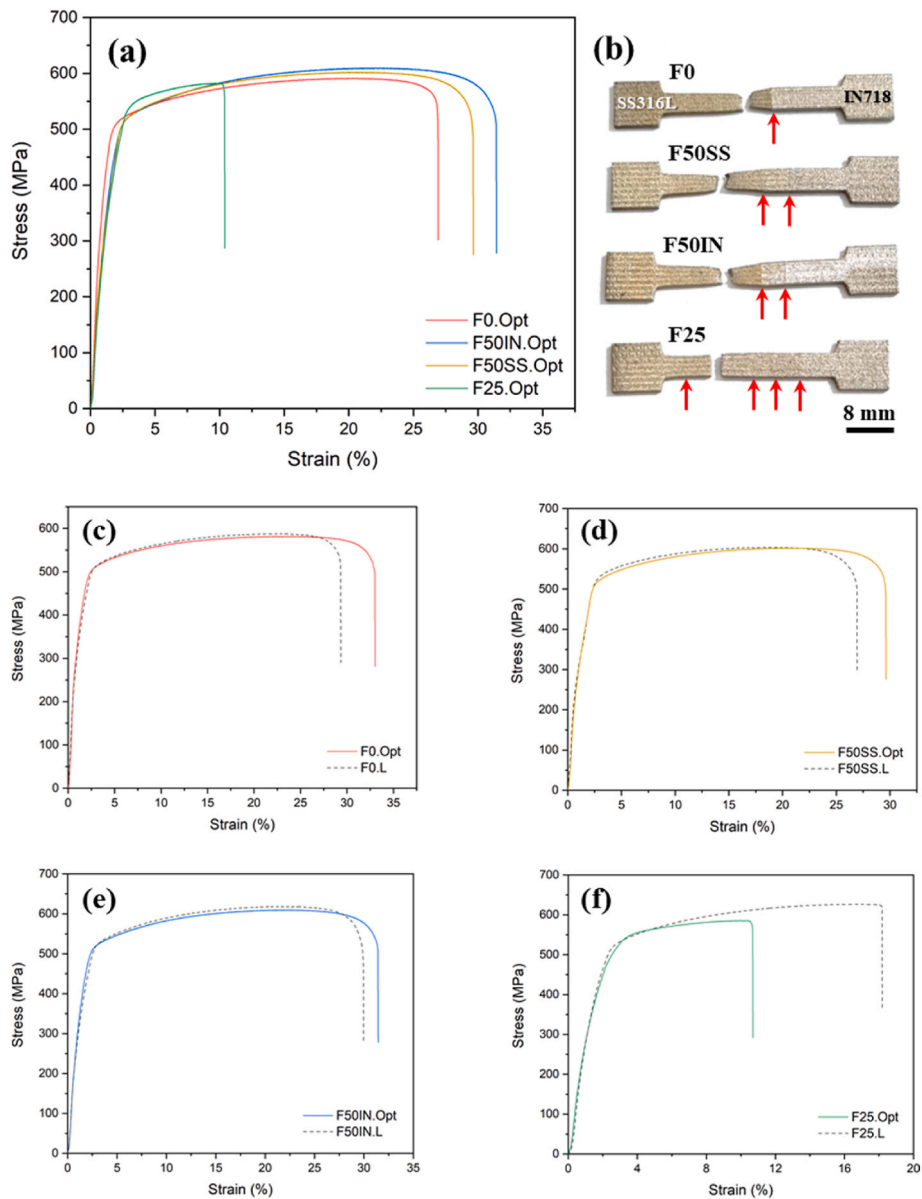 (a)
700
600
500
400
300
200
100
0
Stress (MPa)
0 5 10 15 20 25 30 35
Strain (%)
F0.Opt
F50IN.Opt
F50SS.Opt
F25.Opt
(b)
F0
SS316L
IN718
F50SS
F50IN
F25
8 mm
(c)
600
500
400
300
200
100
0
Stress (MPa)
0 5 10 15 20 25 30 35
Strain (%)
F0.Opt
F0.L
(d)
700
600
500
400
300
200
100
0
Stress (MPa)
0 5 10 15 20 25 30
Strain (%)
F50SS.Opt
F50SS.L
(e)
700
600
500
400
300
200
100
0
Stress (MPa)
0 5 10 15 20 25 30 35
Strain (%)
F50IN.Opt
F50IN.L
(f)
700
600
500
400
300
200
100
0
Stress (MPa)
0 4 8 12 16 20
Strain (%)
F25.Opt
F25.L